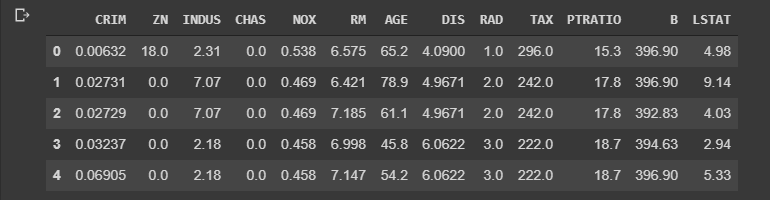 CRIM ZN INDUS CHAS NOX RM AGE DIS RAD TAX PTRATIO B LSTAT
0 0.00632 18.0 2.31 0.0 0.538 6.575 65.2 4.0900 1.0 296.0 15.3 396.90 4.98
1 0.02731 0.0 7.07 0.0 0.469 6.421 78.9 4.9671 2.0 242.0 17.8 396.90 9.14
2 0.02729 0.0 7.07 0.0 0.469 7.185 61.1 4.9671 2.0 242.0 17.8 392.83 4.03
3 0.03237 0.0 2.18 0.0 0.458 6.998 45.8 6.0622 3.0 222.0 18.7 394.63 2.94
4 0.06905 0.0 2.18 0.0 0.458 7.147 54.2 6.0622 3.0 222.0 18.7 396.90 5.33